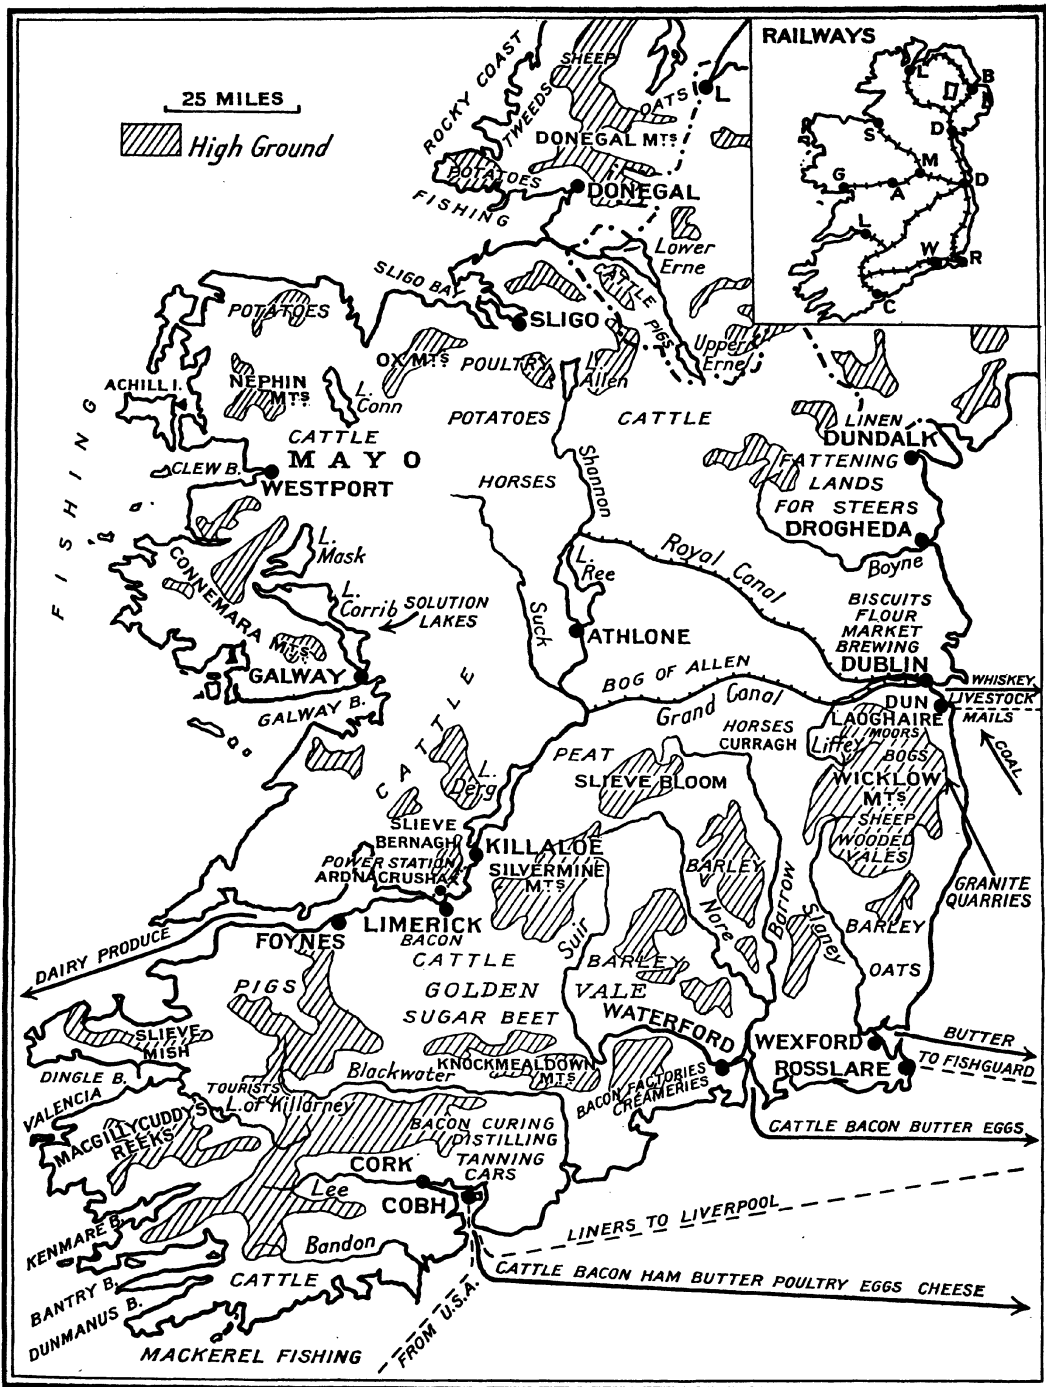 RAILWAYS
L
B
D
S
D
M
G
A
D
L
W
R
C
25 MILES
High Ground
ROCKY COAST
TWEEDS
SHEEP
OATS
L
DONEGAL MTS
POTATOES
DONEGAL
FISHING
Lower
Erne
SLIGO BAY
CATTLE
PIGS
SLIGO
POTATOES
Upper
Erne
OX MTS
POULTRY
L.
Allen
ACHILL I.
NEPHIN
MTS
L.
Conn
POTATOES
CATTLE
LINEN
DUNDALK
FATTENING
LANDS
FOR STEERS
DROGHEDA
Boyne
CATTLE
MAYO
CLEW B.
WESTPORT
HORSES
Shannon
FISHING
L.
Mask
Royal Canal
L.
Ree
CONNEMARA MTS.
L.
Corrib
SOLUTION
LAKES
Suck
ATHLONE
BISCUITS
FLOUR
MARKET
BREWING
DUBLIN
WHISKEY
LIVESTOCK
MAILS
COAL
DUN
LAOGHAIRE
GALWAY
GALWAY B.
BOG OF ALLEN
Grand Canal
HORSES
CURRAGH
Liffey
MOORS
BOGS
WICKLOW
MTS
SHEEP
WOODED
VALES
CATTLE
L.
Derg
PEAT
SLIEVE BLOOM
SLIEVE
BERNAGH
KILLALOE
POWER STATION
ARDNACRUSHA
SILVERMINE
MTS
BARLEY
Barrow
Slaney
GRANITE
QUARRIES
LIMERICK
FOYNES
BACON
Suir
Nore
BARLEY
DAIRY PRODUCE
CATTLE
BARLEY
OATS
PIGS
GOLDEN VALE
SUGAR BEET
WATERFORD
WEXFORD
BUTTER
ROSSLARE
TO FISHGUARD
SLIEVE
MISH
DINGLE B.
KNOCKMEALDOWN
MTS
Blackwater
BACON FACTORIES
CREAMERIES
TOURISTS
L. of Killarney
VALENCIA
MACGILLYCUDDYS
REEKS
BACON CURING
DISTILLING
TANNING
CARS
CATTLE BACON BUTTER EGGS
CORK
Lee
COBH
KENMARE B.
Bandon
LINERS TO LIVERPOOL
CATTLE
CATTLE BACON HAM BUTTER POULTRY EGGS CHEESE
BANTRY B.
DUNMANUS B.
FROM U.S.A.
MACKEREL FISHING